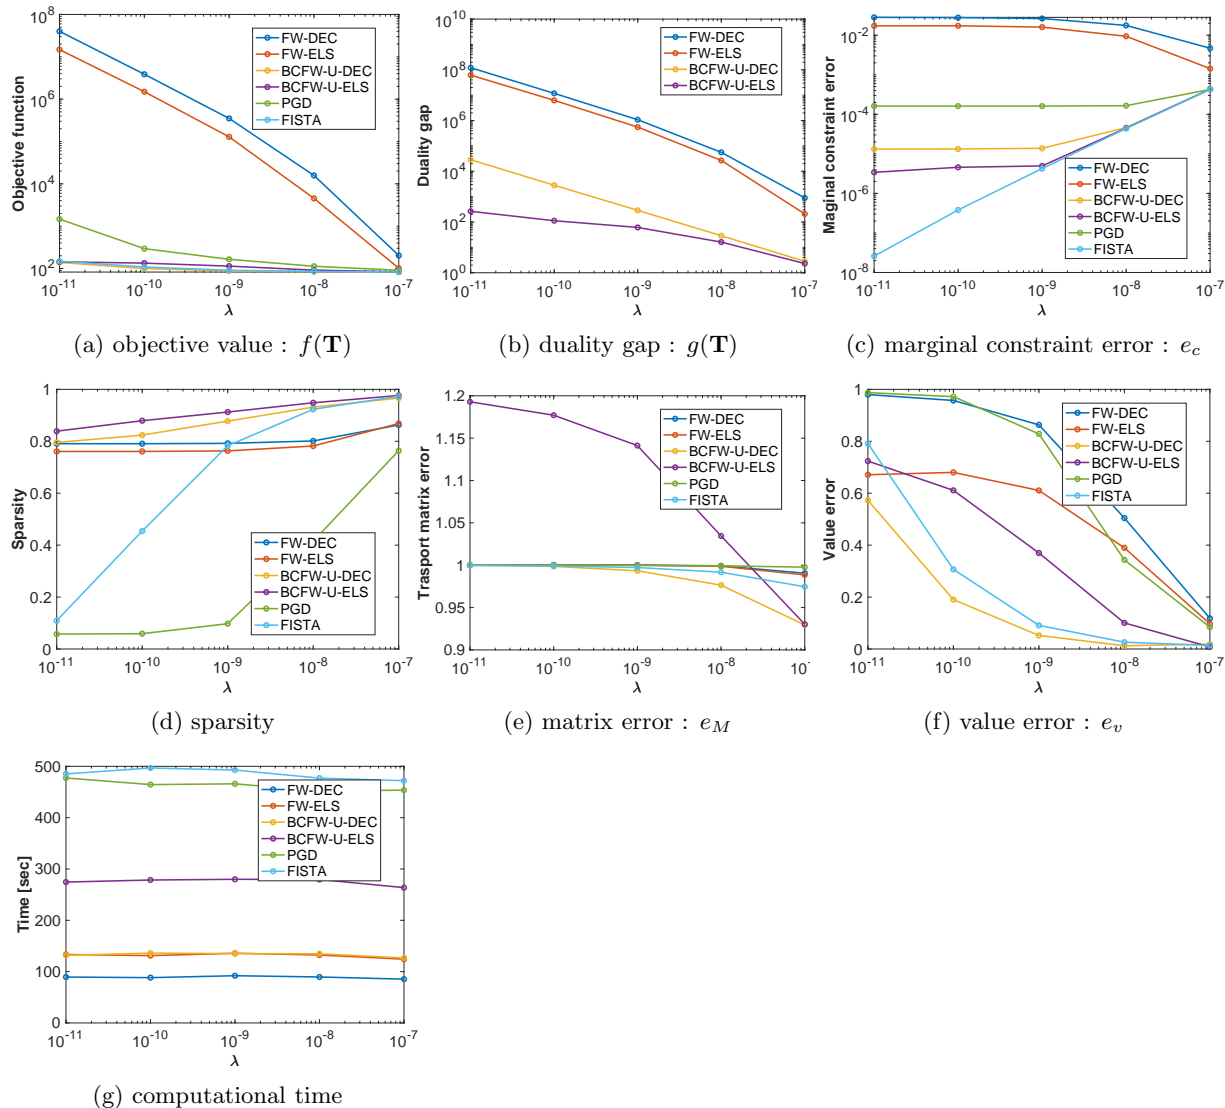 Objective function
10^8
10^6
10^4
10^2
10^-11 10^-10 10^-9 10^-8 10^-7
λ
FW-DEC
FW-ELS
BCFW-U-DEC
BCFW-U-ELS
PGD
FISTA
(a) objective value : f(T)
Duality gap
10^10
10^8
10^6
10^4
10^2
10^0
10^-11 10^-10 10^-9 10^-8 10^-7
λ
FW-DEC
FW-ELS
BCFW-U-DEC
BCFW-U-ELS
(b) duality gap : g(T)
Maginal constraint error
10^-2
10^-4
10^-6
10^-8
10^-11 10^-10 10^-9 10^-8 10^-7
λ
FW-DEC
FW-ELS
BCFW-U-DEC
BCFW-U-ELS
PGD
FISTA
(c) marginal constraint error : e_c
Sparsity
1
0.8
0.6
0.4
0.2
0
10^-11 10^-10 10^-9 10^-8 10^-7
λ
FW-DEC
FW-ELS
BCFW-U-DEC
BCFW-U-ELS
PGD
FISTA
(d) sparsity
Trasport matrix error
1.2
1.15
1.1
1.05
1
0.95
0.9
10^-11 10^-10 10^-9 10^-8 10^-
λ
FW-DEC
FW-ELS
BCFW-U-DEC
BCFW-U-ELS
PGD
FISTA
(e) matrix error : e_M
Value error
1
0.8
0.6
0.4
0.2
0
10^-11 10^-10 10^-9 10^-8 10^-7
λ
FW-DEC
FW-ELS
BCFW-U-DEC
BCFW-U-ELS
PGD
FISTA
(f) value error : e_v
Time [sec]
500
400
300
200
100
0
10^-11 10^-10 10^-9 10^-8 10^-7
λ
FW-DEC
FW-ELS
BCFW-U-DEC
BCFW-U-ELS
PGD
FISTA
(g) computational time